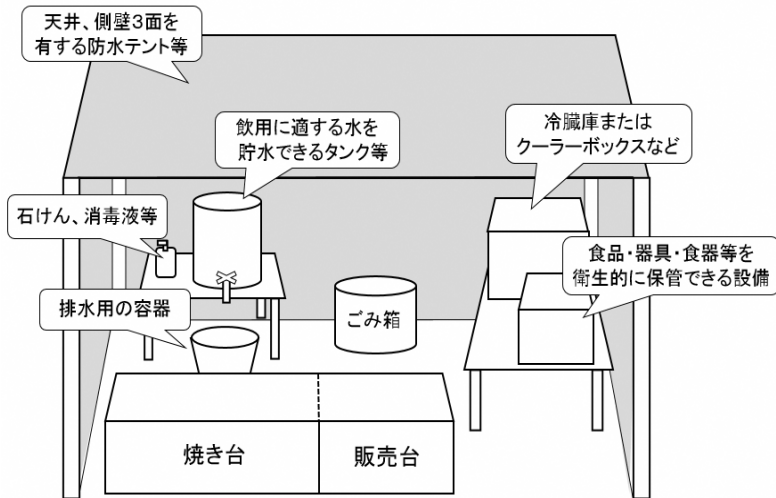 天井、側壁3面を
有する防水テント等
飲用に適する水を
貯水できるタンク等
冷臓庫または
クーラーボックスなど
石けん、消毒液等
食品・器具・食器等を
衛生的に保管できる設備
排水用の容器
ごみ箱
焼き台
販売台